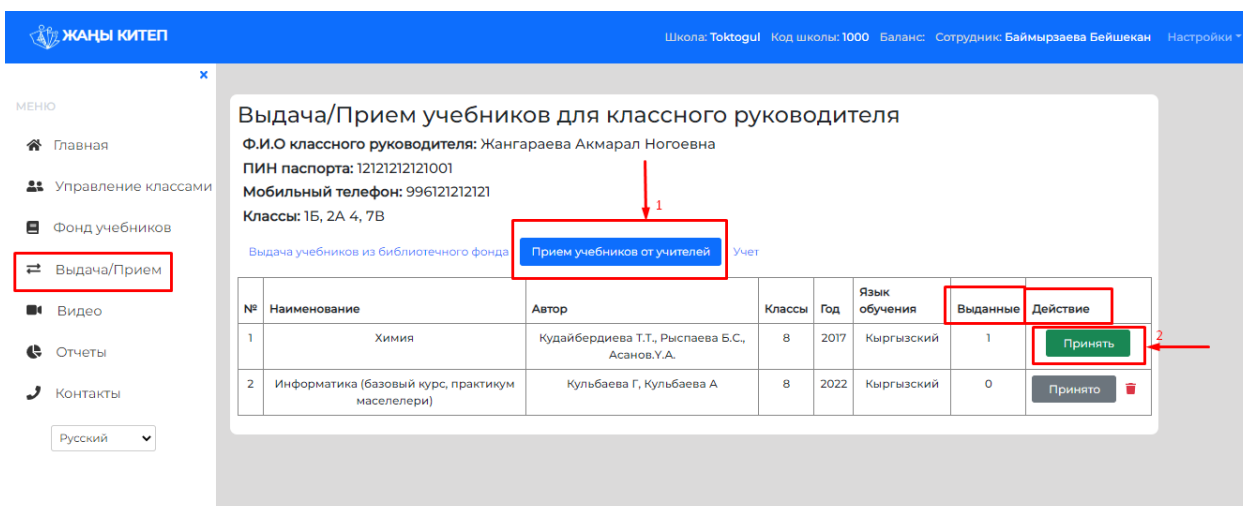 ЖАҢЫ КИТЕП
Школа: Toktogul Код школы: 1000 Баланс: Сотрудник: Баймырзаева Бейшекан Настройки
×
МЕНЮ
Главная
Управление классами
Фонд учебников
Выдача/Прием
Видео
Отчеты
Контакты
Русский
Выдача/Прием учебников для классного руководителя
Ф.И.О классного руководителя: Жангараева Акмарал Ногоевна
ПИН паспорта: 12121212121001
Мобильный телефон: 996121212121
Классы: 1Б, 2А 4, 7В
1
Выдача учебников из библиотечного фонда Прием учебников от учителей Учет
№ Наименование Автор Классы Год Язык обучения Выданные Действие
1 Химия Кудайбердиева Т.Т., Рыспаева Б.С., Асанов.У.А. 8 2017 Кыргызский 1 Принять
2
2 Информатика (базовый курс, практикум маселелери) Кульбаева Г, Кульбаева А 8 2022 Кыргызский 0 Принято